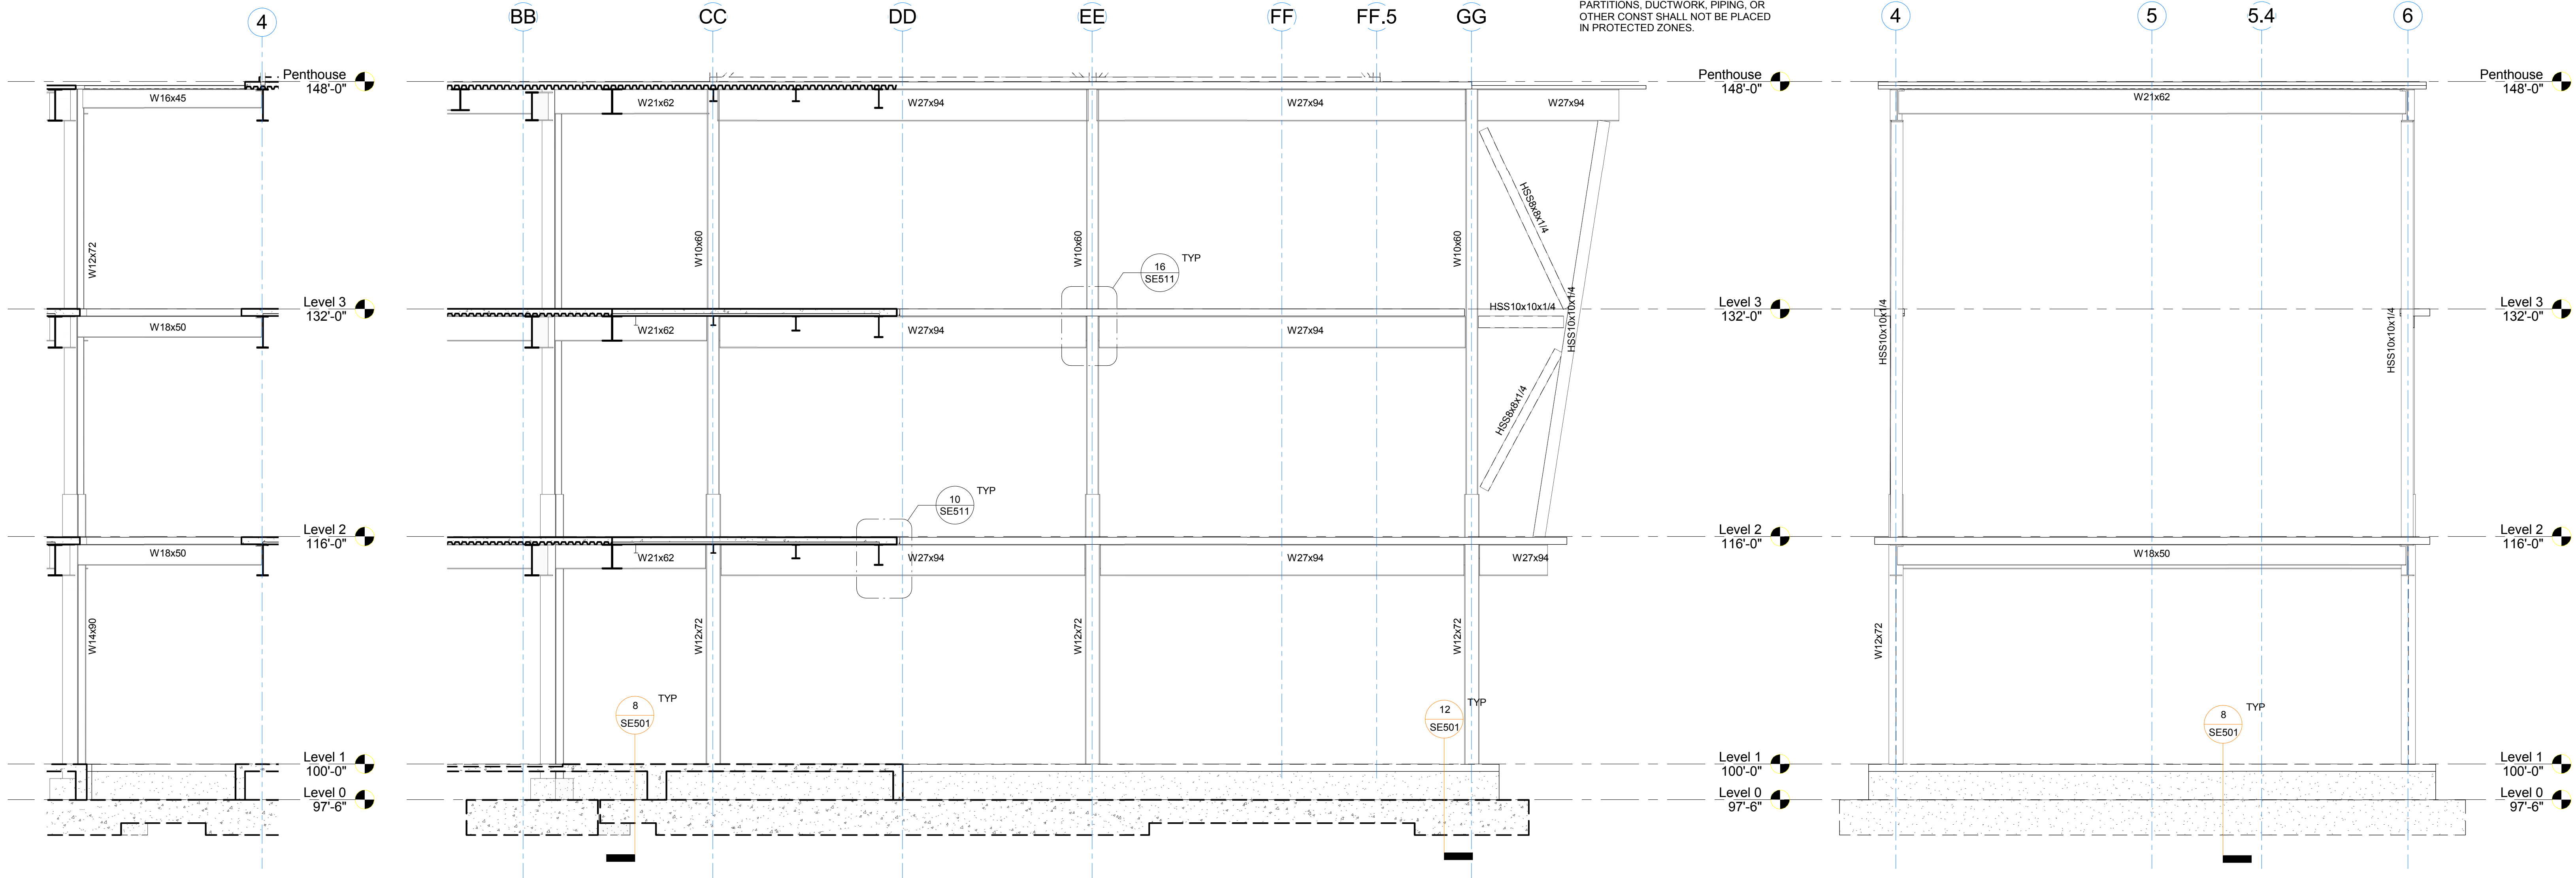 PARTITIONS, DUCTWORK, PIPING, OR
OTHER CONST SHALL NOT BE PLACED
IN PROTECTED ZONES.
4
BB
CC
DD
EE
FF
FF.5
GG
4
5
5.4
6
Penthouse
148'-0"
Penthouse
148'-0"
Penthouse
148'-0"
W16x45
W21x62
W27x94
W27x94
W27x94
W21x62
W12x72
W10x60
W10x60
W10x60
HSS8x8x1/4
16
SE511
TYP
Level 3
132'-0"
Level 3
132'-0"
Level 3
132'-0"
W18x50
W21x62
W27x94
W27x94
HSS10x10x1/4
HSS10x10x1/4
HSS10x10x1/4
HSS10x10x1/4
HSS8x8x1/4
10
SE511
TYP
Level 2
116'-0"
Level 2
116'-0"
Level 2
116'-0"
W18x50
W21x62
W27x94
W27x94
W27x94
W18x50
W14x90
W12x72
W12x72
W12x72
W12x72
8
SE501
TYP
12
SE501
TYP
8
SE501
TYP
Level 1
100'-0"
Level 1
100'-0"
Level 1
100'-0"
Level 0
97'-6"
Level 0
97'-6"
Level 0
97'-6"